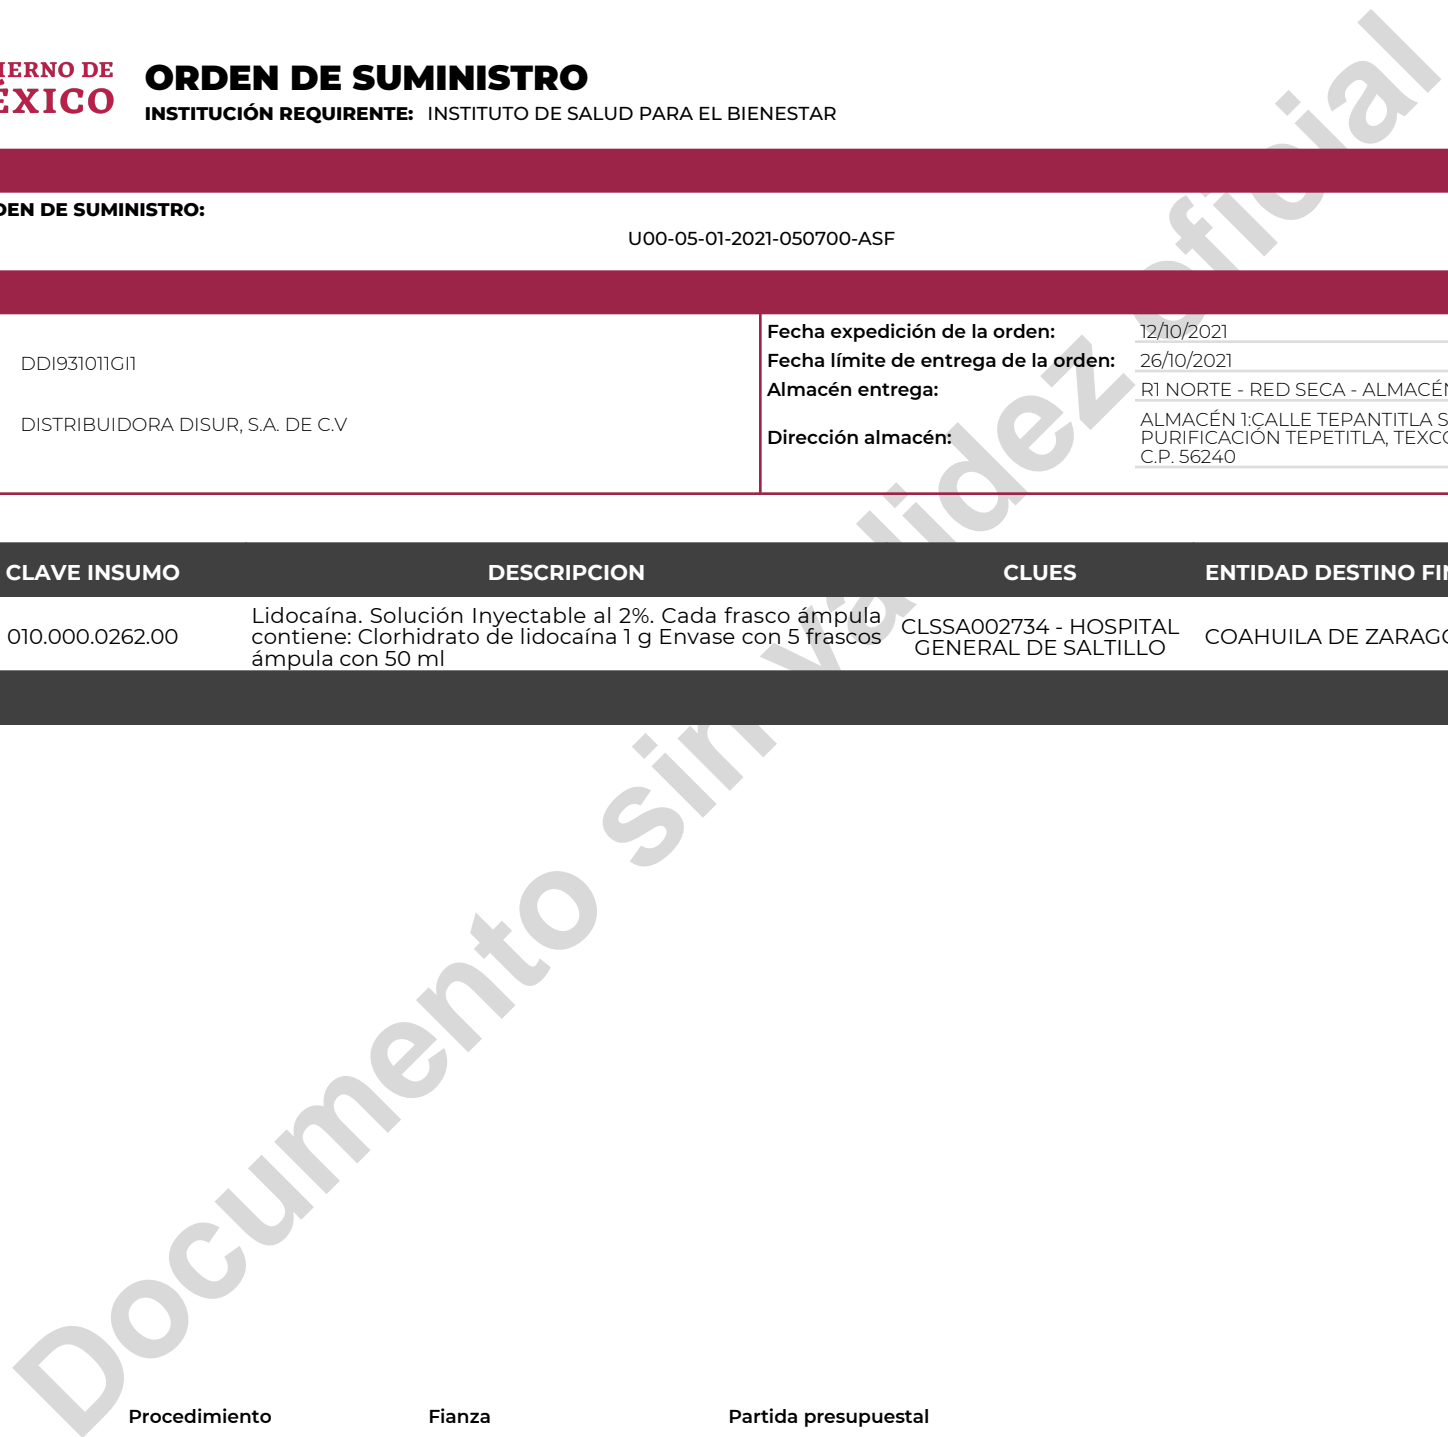 IERNO DE
ÉXICO
ORDEN DE SUMINISTRO
INSTITUCIÓN REQUIRENTE: INSTITUTO DE SALUD PARA EL BIENESTAR
DEN DE SUMINISTRO:
U00-05-01-2021-050700-ASF
DDI931011GI1
DISTRIBUIDORA DISUR, S.A. DE C.V
Fecha expedición de la orden: 12/10/2021
Fecha límite de entrega de la orden: 26/10/2021
Almacén entrega: R1 NORTE - RED SECA - ALMACÉN
Dirección almacén: ALMACÉN 1:CALLE TEPANTITLA S
PURIFICACIÓN TEPETITLA, TEXCO
C.P. 56240
CLAVE INSUMO DESCRIPCION CLUES ENTIDAD DESTINO FIN
010.000.0262.00
Lidocaína. Solución Inyectable al 2%. Cada frasco ámpula
contiene: Clorhidrato de lidocaína 1 g Envase con 5 frascos
ámpula con 50 ml
CLSSA002734 - HOSPITAL
GENERAL DE SALTILLO
COAHUILA DE ZARAGO
Documento sin validez oficial
Procedimiento Fianza Partida presupuestal